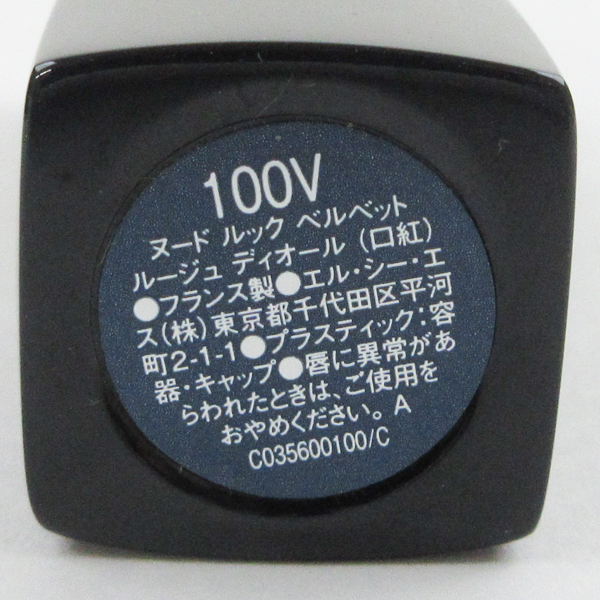 100V
ヌード ルック ベルベット
ルージュ ディオール（口紅）
●フランス製●エル・シー・エ
ス(株)東京都千代田区平河
町2-1-1●プラスティック:容
器・キャップ●唇に異常があ
らわれたときは、ご使用を
おやめください。A
C035600100/C